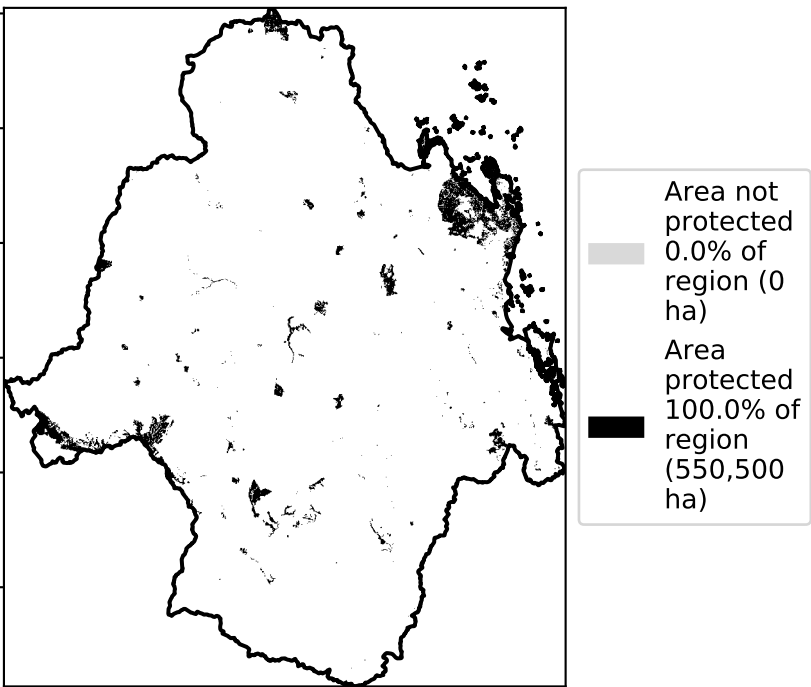 Area not
protected
0.0% of
region (0
ha)
Area
protected
100.0% of
region
(550,500
ha)